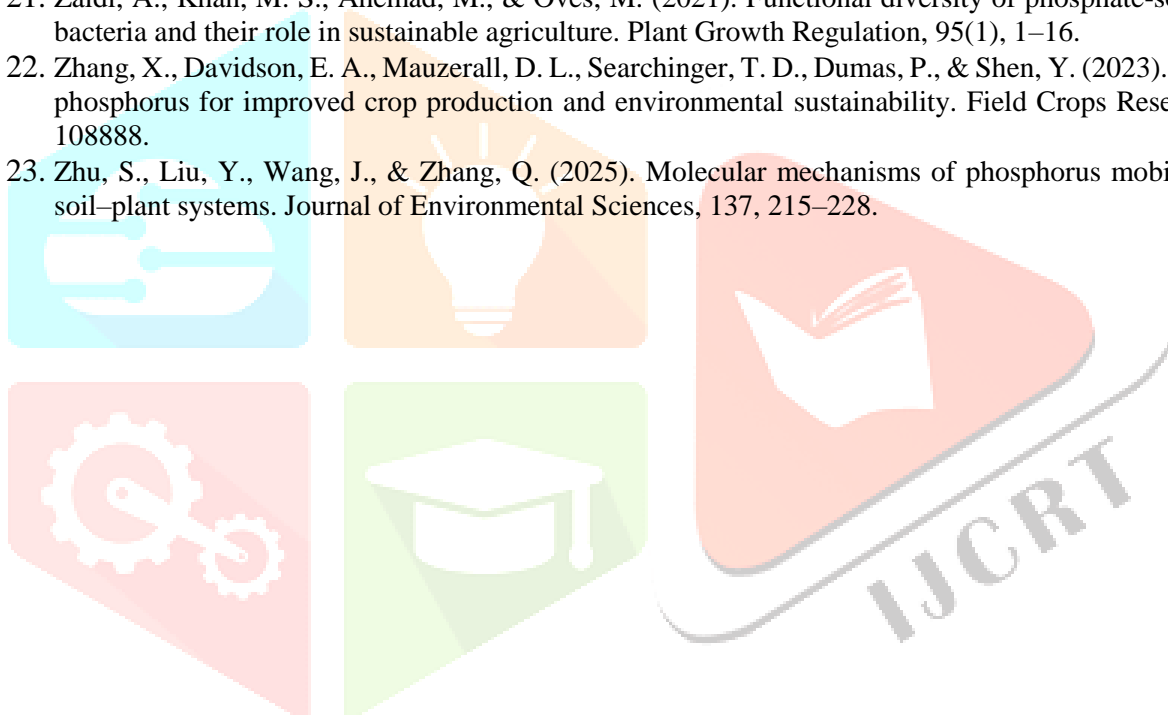 21. Zaidi, A., Khan, M. S., Ahemad, M., & Oves, M. (2021). Functional diversity of phosphate-so
bacteria and their role in sustainable agriculture. Plant Growth Regulation, 95(1), 1–16.
22. Zhang, X., Davidson, E. A., Mauzerall, D. L., Searchinger, T. D., Dumas, P., & Shen, Y. (2023).
phosphorus for improved crop production and environmental sustainability. Field Crops Rese
108888.
23. Zhu, S., Liu, Y., Wang, J., & Zhang, Q. (2025). Molecular mechanisms of phosphorus mobi
soil–plant systems. Journal of Environmental Sciences, 137, 215–228.
IJCRT